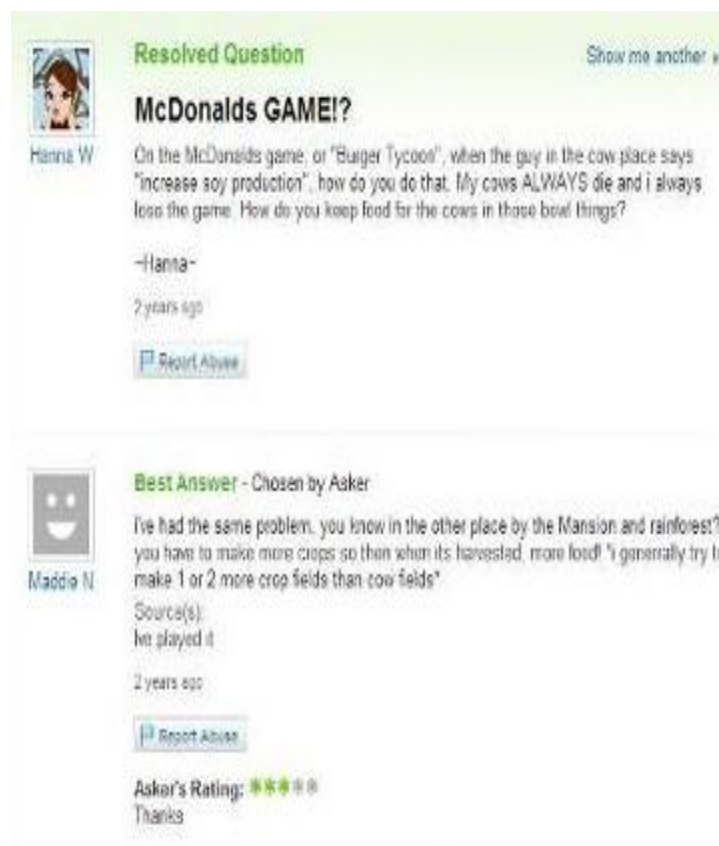 Resolved Question
Show me another »
McDonalds GAME!?
Hanna W
On the McDonalds game, or "Burger Tycoon", when the guy in the cow place says
"increase soy production", how do you do that. My cows ALWAYS die and i always
lose the game. How do you keep food for the cows in those bowl things?
~Hanna~
2 years ago
Report Abuse
Best Answer - Chosen by Asker
I've had the same problem. you know in the other place by the Mansion and rainforest?
you have to make more crops so then when its harvested, more food! *i generally try to
make 1 or 2 more crop fields than cow fields*
Maddie N
Source(s):
Ive played it
2 years ago
Report Abuse
Asker's Rating:
Thanks